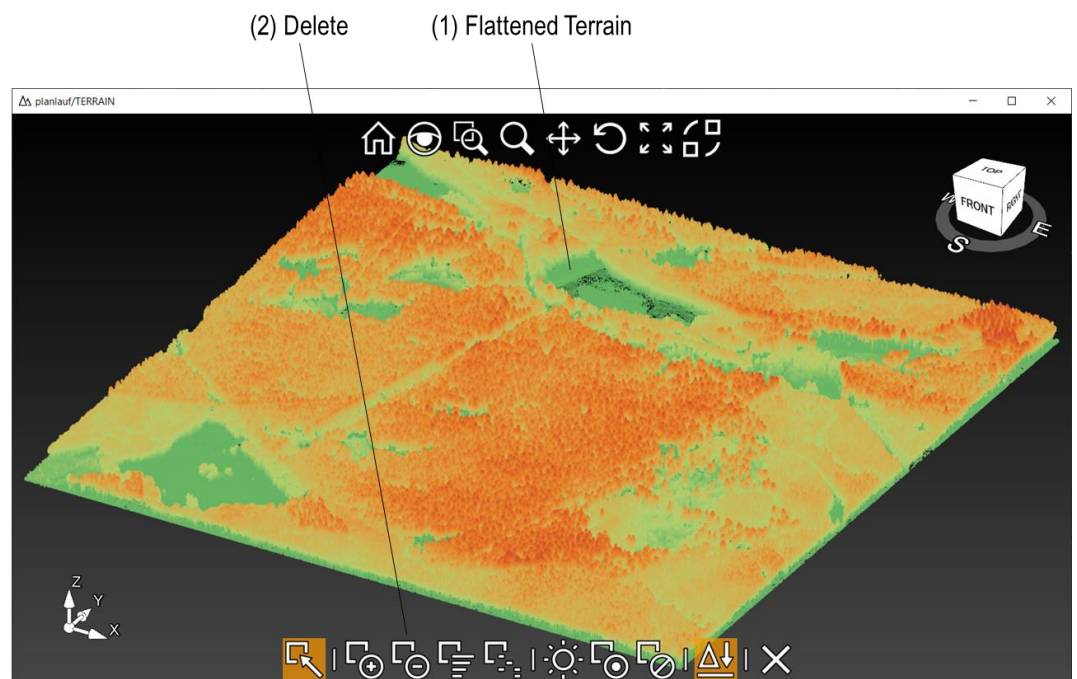 (2) Delete
(1) Flattened Terrain
planlauf/TERRAIN
TOP
FRONT
RIGHT
W
S
E
Z
Y
X